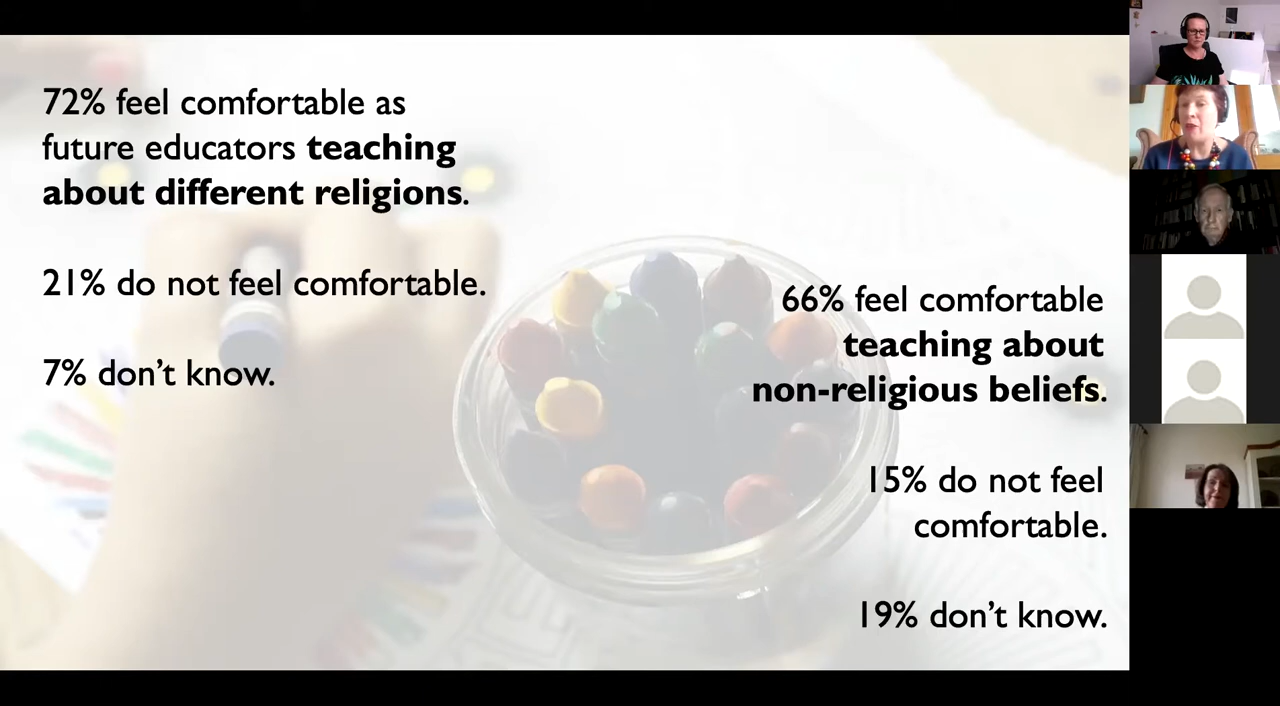 72% feel comfortable as
future educators teaching
about different religions.
21% do not feel comfortable.
7% don’t know.
66% feel comfortable
teaching about
non-religious beliefs.
15% do not feel
comfortable.
19% don’t know.